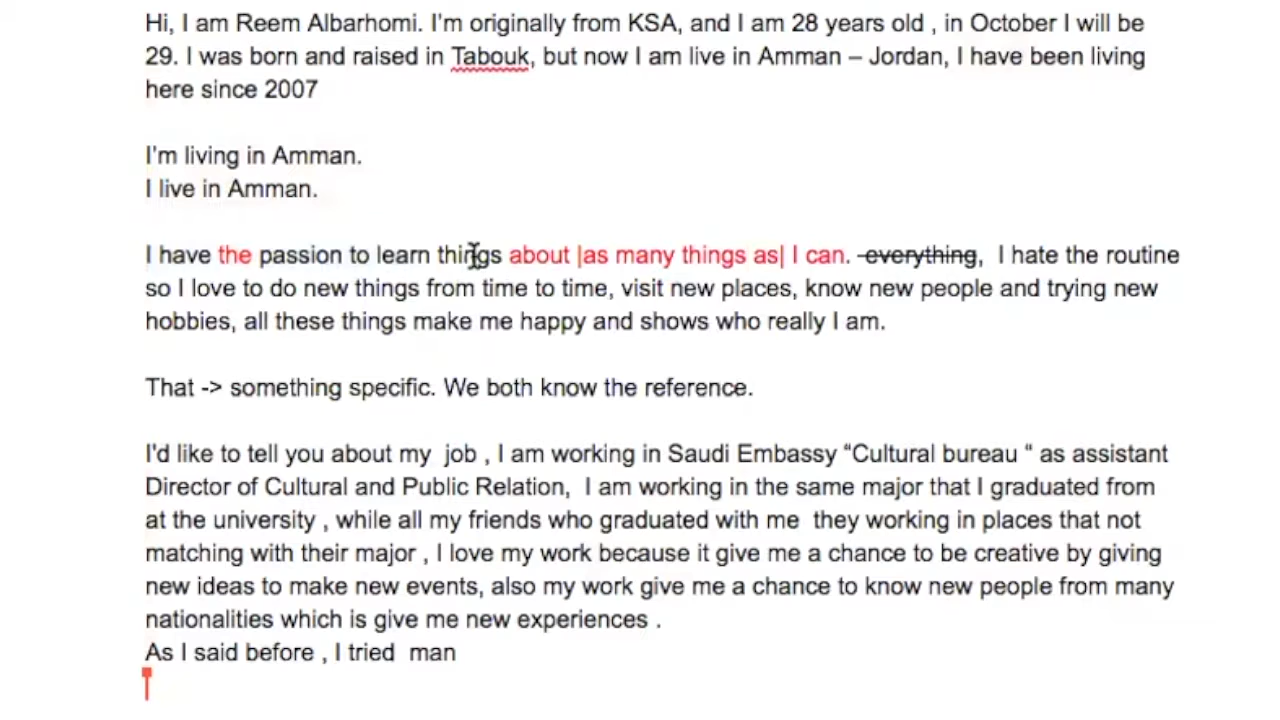 Hi, I am Reem Albarhomi. I'm originally from KSA, and I am 28 years old , in October I will be
29. I was born and raised in Tabouk, but now I am live in Amman – Jordan, I have been living
here since 2007
I'm living in Amman.
I live in Amman.
I have the passion to learn things about |as many things as| I can. -everything, I hate the routine
so I love to do new things from time to time, visit new places, know new people and trying new
hobbies, all these things make me happy and shows who really I am.
That -> something specific. We both know the reference.
I'd like to tell you about my job , I am working in Saudi Embassy “Cultural bureau “ as assistant
Director of Cultural and Public Relation, I am working in the same major that I graduated from
at the university , while all my friends who graduated with me they working in places that not
matching with their major , I love my work because it give me a chance to be creative by giving
new ideas to make new events, also my work give me a chance to know new people from many
nationalities which is give me new experiences .
As I said before , I tried man